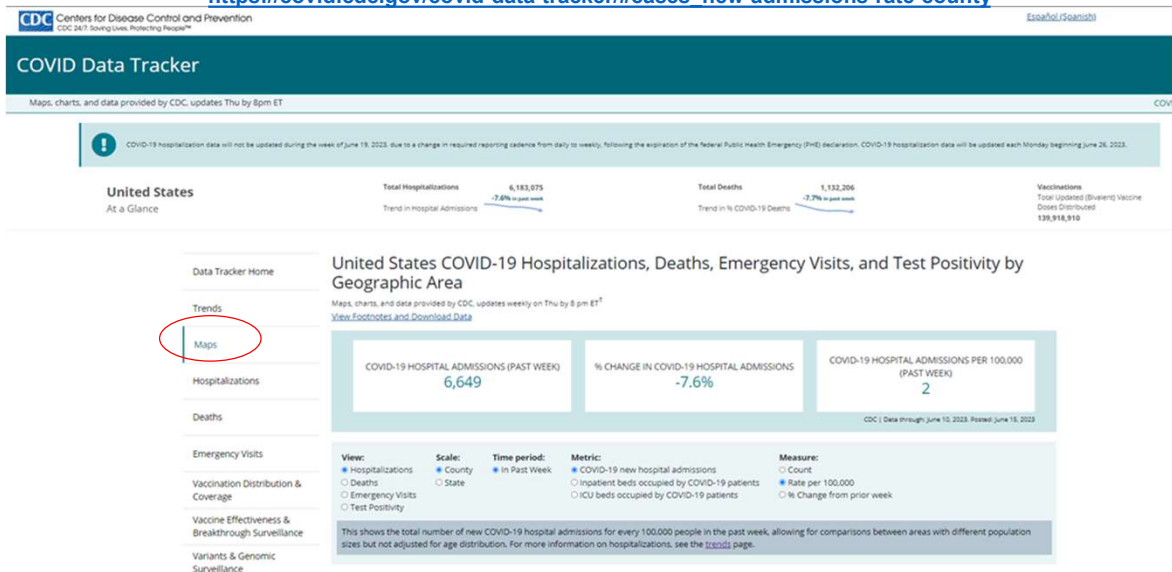 https://covid.cdc.gov/covid-data-tracker/#cases_new-admissions-rate-county
CDC Centers for Disease Control and Prevention
CDC 24/7: Saving Lives, Protecting People™
Español (Spanish)
COVID Data Tracker
Maps, charts, and data provided by CDC, updates Thu by 8pm ET
COVI
COVID-19 hospitalization data will not be updated during the week of June 19, 2023, due to a change in required reporting cadence from daily to weekly, following the expiration of the federal Public Health Emergency (PHE) declaration. COVID-19 hospitalization data will be updated each Monday beginning June 26, 2023.
United States
At a Glance
Total Hospitalizations 6,183,075
-7.6% in past week
Trend in Hospital Admissions
Total Deaths 1,132,206
-7.7% in past week
Trend in % COVID-19 Deaths
Vaccinations
Total Updated (Bivalent) Vaccine
Doses Distributed
139,918,910
Data Tracker Home
Trends
Maps
Hospitalizations
Deaths
Emergency Visits
Vaccination Distribution &
Coverage
Vaccine Effectiveness &
Breakthrough Surveillance
Variants & Genomic
Surveillance
United States COVID-19 Hospitalizations, Deaths, Emergency Visits, and Test Positivity by
Geographic Area
Maps, charts, and data provided by CDC, updates weekly on Thu by 8 pm ET†
View Footnotes and Download Data
COVID-19 HOSPITAL ADMISSIONS (PAST WEEK)
6,649
% CHANGE IN COVID-19 HOSPITAL ADMISSIONS
-7.6%
COVID-19 HOSPITAL ADMISSIONS PER 100,000
(PAST WEEK)
2
CDC | Data through: June 10, 2023. Posted: June 15, 2023
View:
Hospitalizations
Deaths
Emergency Visits
Test Positivity
Scale:
County
State
Time period:
In Past Week
Metric:
COVID-19 new hospital admissions
Inpatient beds occupied by COVID-19 patients
ICU beds occupied by COVID-19 patients
Measure:
Count
Rate per 100,000
% Change from prior week
This shows the total number of new COVID-19 hospital admissions for every 100,000 people in the past week, allowing for comparisons between areas with different population
sizes but not adjusted for age distribution. For more information on hospitalizations, see the trends page.